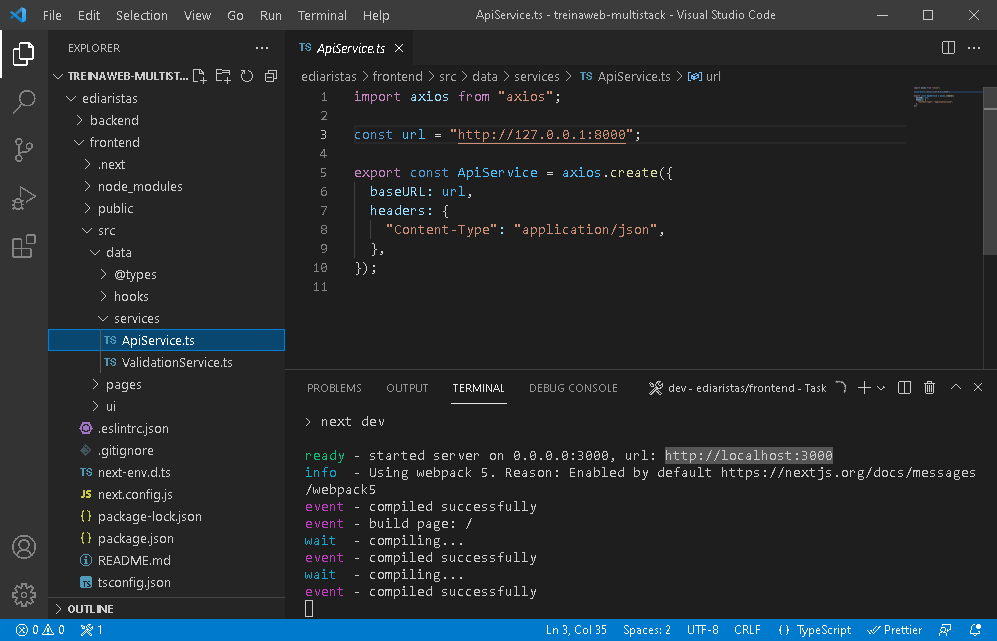 File Edit Selection View Go Run Terminal Help ApiService.ts - treinaweb-multistack - Visual Studio Code
EXPLORER
TREINAWEB-MULTIST...
ediaristas
backend
frontend
.next
node_modules
public
src
data
@types
hooks
services
TS ApiService.ts
TS ValidationService.ts
pages
ui
.eslintrc.json
.gitignore
TS next-env.d.ts
JS next.config.js
{} package-lock.json
{} package.json
README.md
TS tsconfig.json
OUTLINE
TS ApiService.ts
ediaristas > frontend > src > data > services > TS ApiService.ts > url
1 import axios from "axios";
2
3 const url = "http://127.0.0.1:8000";
4
5 export const ApiService = axios.create({
6 baseURL: url,
7 headers: {
8 "Content-Type": "application/json",
9 },
10 });
11
PROBLEMS OUTPUT TERMINAL DEBUG CONSOLE dev - ediaristas/frontend - Task
> next dev
ready - started server on 0.0.0.0:3000, url: http://localhost:3000
info - Using webpack 5. Reason: Enabled by default https://nextjs.org/docs/messages
/webpack5
event - compiled successfully
event - build page: /
wait - compiling...
event - compiled successfully
wait - compiling...
event - compiled successfully
0 0 1 Ln 3, Col 35 Spaces: 2 UTF-8 CRLF {} TypeScript Prettier